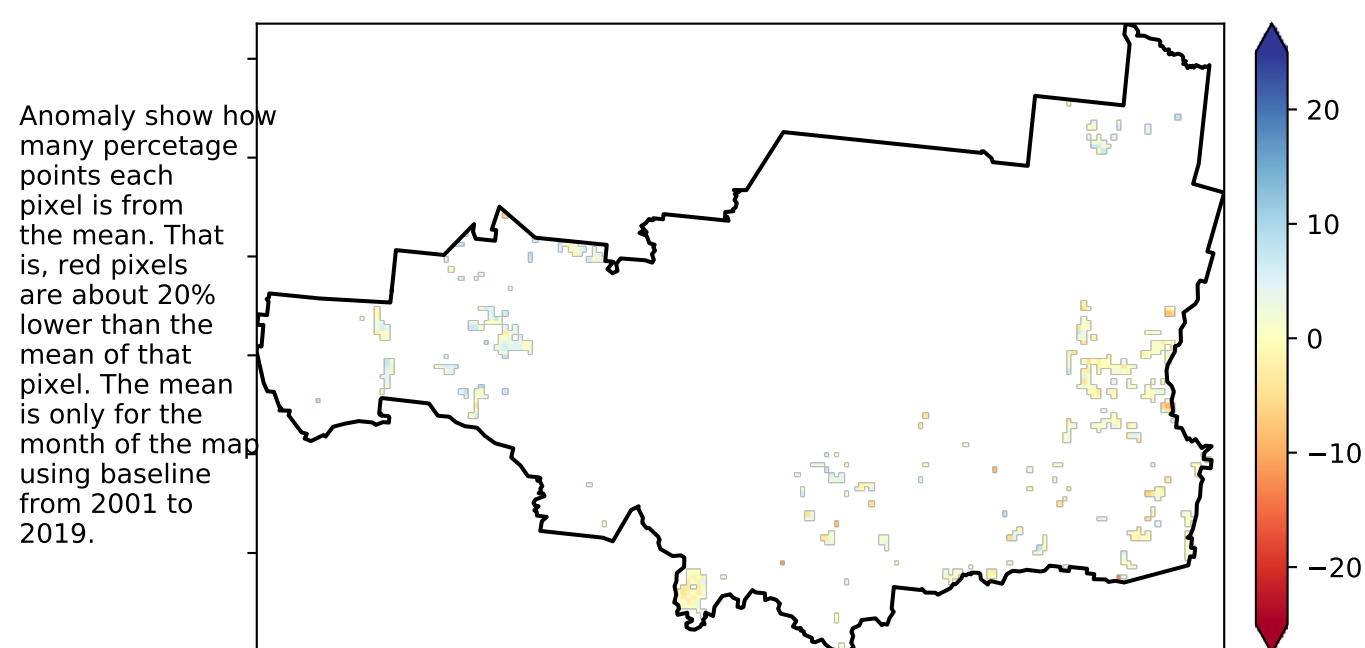 Anomaly show how
many percetage
points each
pixel is from
the mean. That
is, red pixels
are about 20%
lower than the
mean of that
pixel. The mean
is only for the
month of the map
using baseline
from 2001 to
2019.
20
10
0
−10
−20